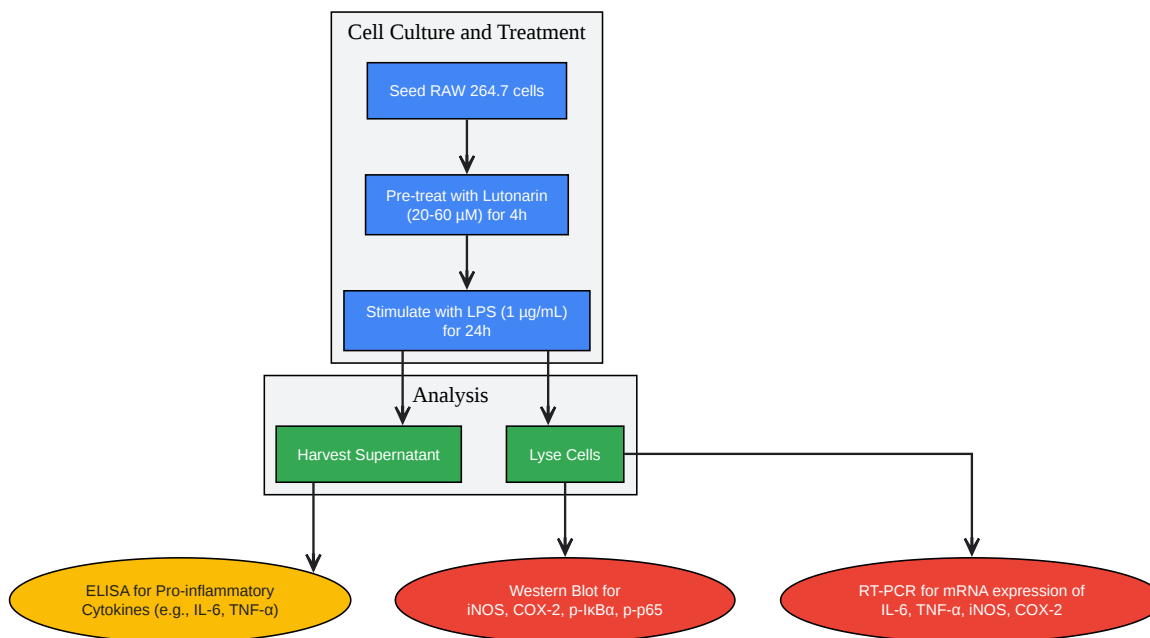 Cell Culture and Treatment
Seed RAW 264.7 cells
Pre-treat with Lutonarin
(20-60 µM) for 4h
Stimulate with LPS (1 µg/mL)
for 24h
Analysis
Harvest Supernatant
Lyse Cells
ELISA for Pro-inflammatory
Cytokines (e.g., IL-6, TNF-α)
Western Blot for
iNOS, COX-2, p-IκBα, p-p65
RT-PCR for mRNA expression of
IL-6, TNF-α, iNOS, COX-2